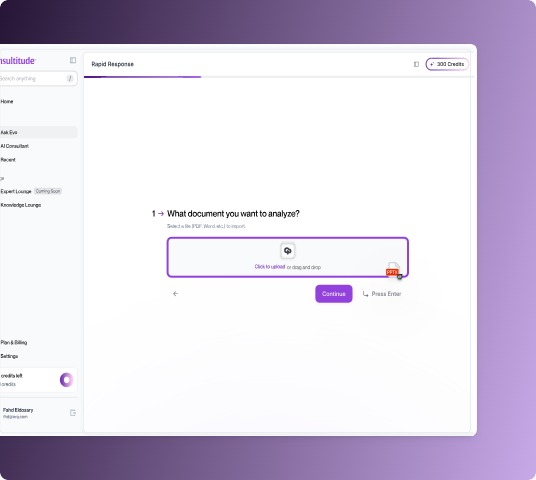 nsultitude
Search anything
/
Rapid Response
300 Credits
Home
Ask Evo
AI Consultant
Recent
Expert Lounge Coming Soon
Knowledge Lounge
1 → What document you want to analyze?
Select a file (PDF, Word, etc) to import.
Click to upload or drag and drop
Continue
Press Enter
Plan & Billing
Settings
credits left
credits
Fahd Eldosary